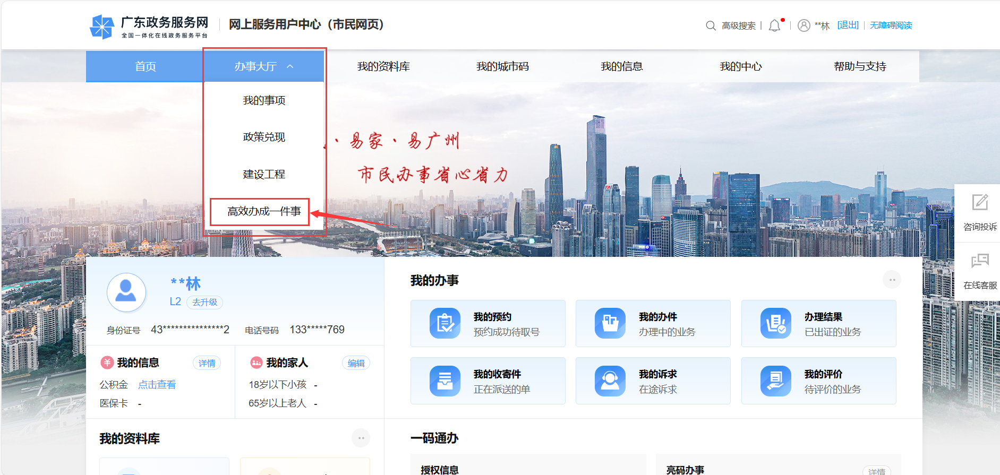 广东政务服务网
全国一体化在线政务服务平台
网上服务用户中心（市民网页）
高级搜索
**林 [退出] 无障碍阅读
首页 办事大厅 我的资料库 我的城市码 我的信息 我的中心 帮助与支持
我的事项
政策兑现
建设工程
高效办成一件事
、易家、易广州
市民办事省心省力
咨询投诉
在线客服
**林
L2 去升级
身份证号 43***************2 电话号码 133*****769
我的信息 详情
公积金 点击查看
医保卡 -
我的家人 编辑
18岁以下小孩 -
65岁以上老人 -
我的资料库
我的办事
我的预约
预约成功待取号
我的办件
办理中的业务
办理结果
已出证的业务
我的收寄件
正在派送的单
我的诉求
在途诉求
我的评价
待评价的业务
一码通办
授权信息
亮码办事 详情